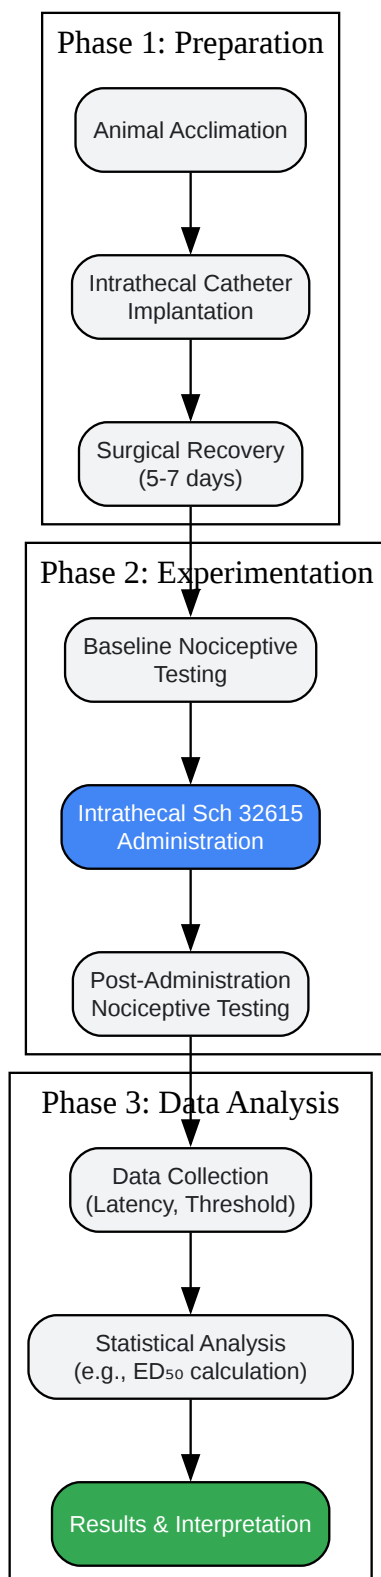 Phase 1: Preparation
Animal Acclimation
Intrathecal Catheter
Implantation
Surgical Recovery
(5-7 days)
Phase 2: Experimentation
Baseline Nociceptive
Testing
Intrathecal Sch 32615
Administration
Post-Administration
Nociceptive Testing
Phase 3: Data Analysis
Data Collection
(Latency, Threshold)
Statistical Analysis
(e.g., ED₅₀ calculation)
Results & Interpretation